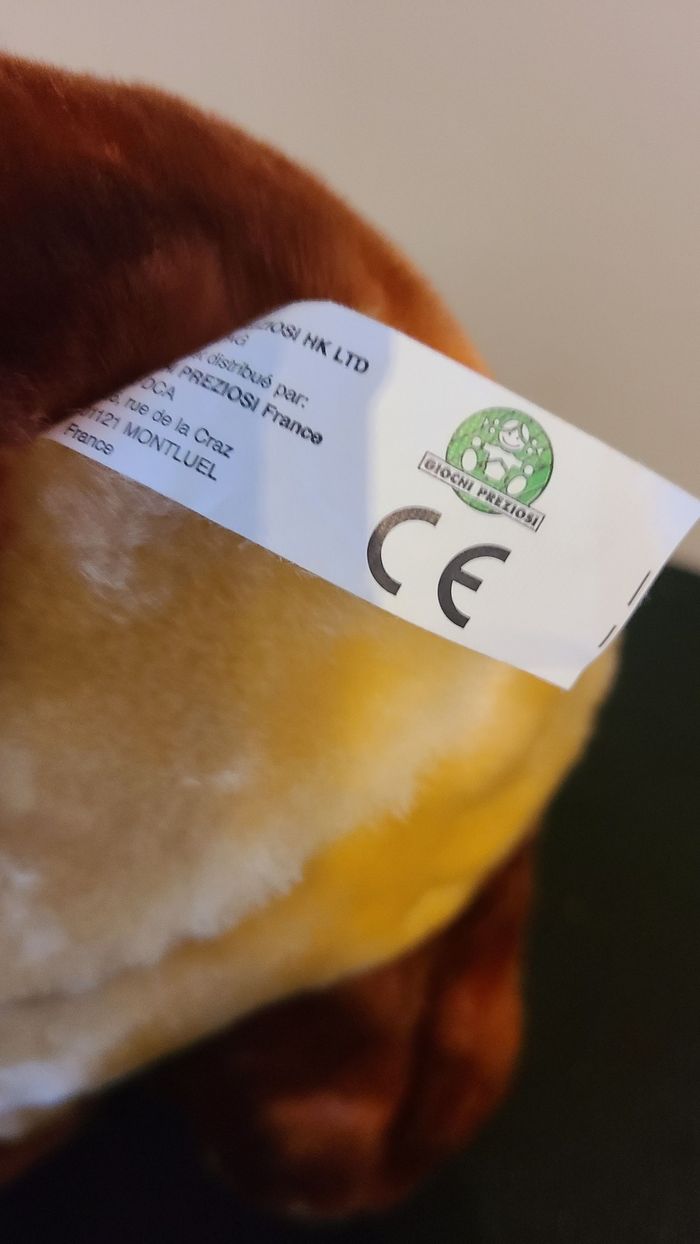 HK LTD
distribué par:
PREZIOSI France
rue de la Craz
MONTLUEL
France
GIOCHI PREZIOSI
CE